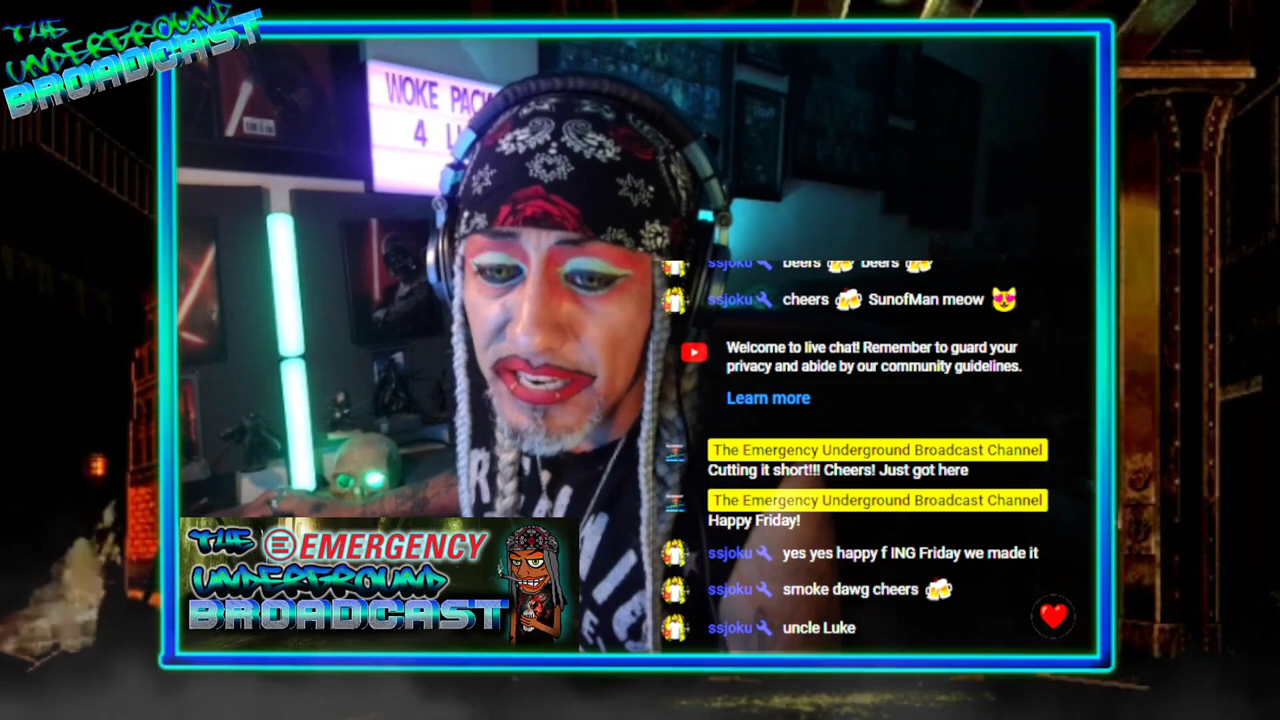 THE
UNDERGROUND
BROADCAST
WOKE PACK
4 L
ssjoku beers 🍻 beers 🍻
ssjoku cheers 🍻 SunofMan meow 😻
Welcome to live chat! Remember to guard your
privacy and abide by our community guidelines.
Learn more
The Emergency Underground Broadcast Channel
Cutting it short!!! Cheers! Just got here
The Emergency Underground Broadcast Channel
Happy Friday!
ssjoku yes yes happy f ING Friday we made it
ssjoku smoke dawg cheers 🍻
ssjoku uncle Luke
THE EMERGENCY
UNDERGROUND
BROADCAST